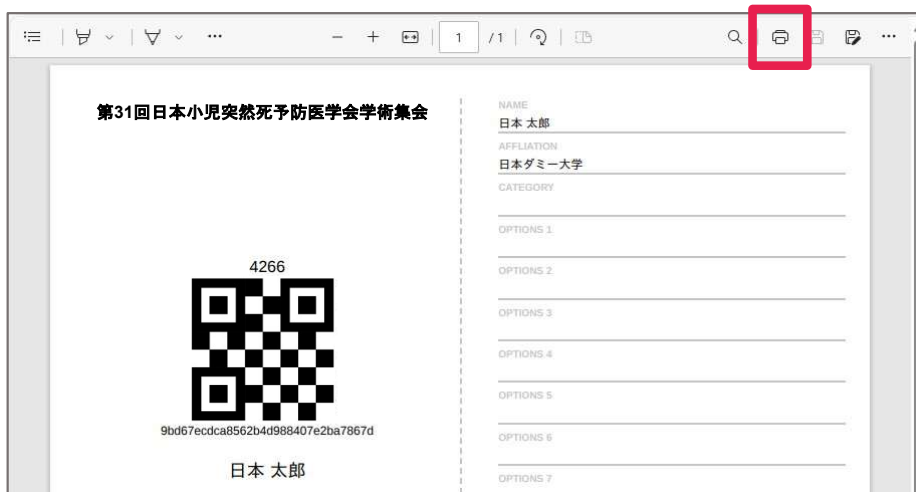 1 / 1
第31回日本小児突然死予防医学会学術集会
4266
9bd67ecdca8562b4d988407e2ba7867d
日本 太郎
NAME
日本 太郎
AFFLIATION
日本ダミー大学
CATEGORY
OPTIONS 1
OPTIONS 2
OPTIONS 3
OPTIONS 4
OPTIONS 5
OPTIONS 6
OPTIONS 7